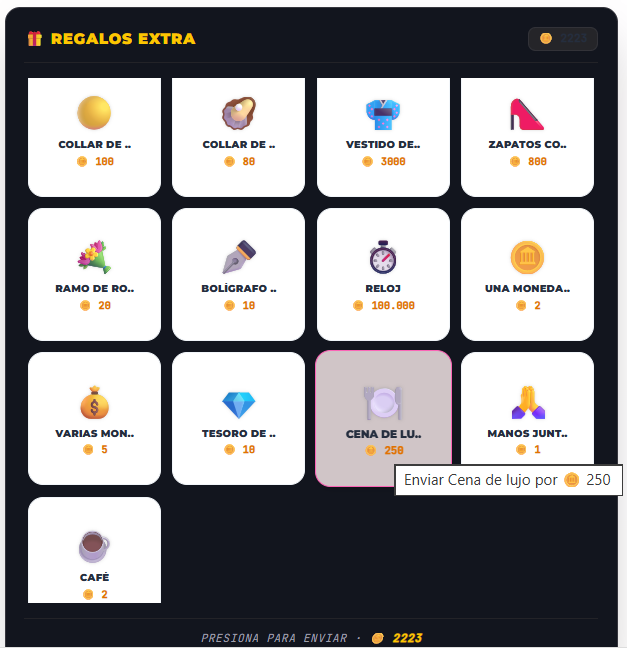 REGALOS EXTRA
2223
COLLAR DE ..
100
COLLAR DE ..
80
VESTIDO DE..
3000
ZAPATOS CO..
800
RAMO DE RO..
20
BOLÍGRAFO ..
10
RELOJ
100.000
UNA MONEDA..
2
VARIAS MON..
5
TESORO DE ..
10
CENA DE LU..
250
MANOS JUNT..
1
Enviar Cena de lujo por 250
CAFÉ
2
PRESIONA PARA ENVIAR · 2223